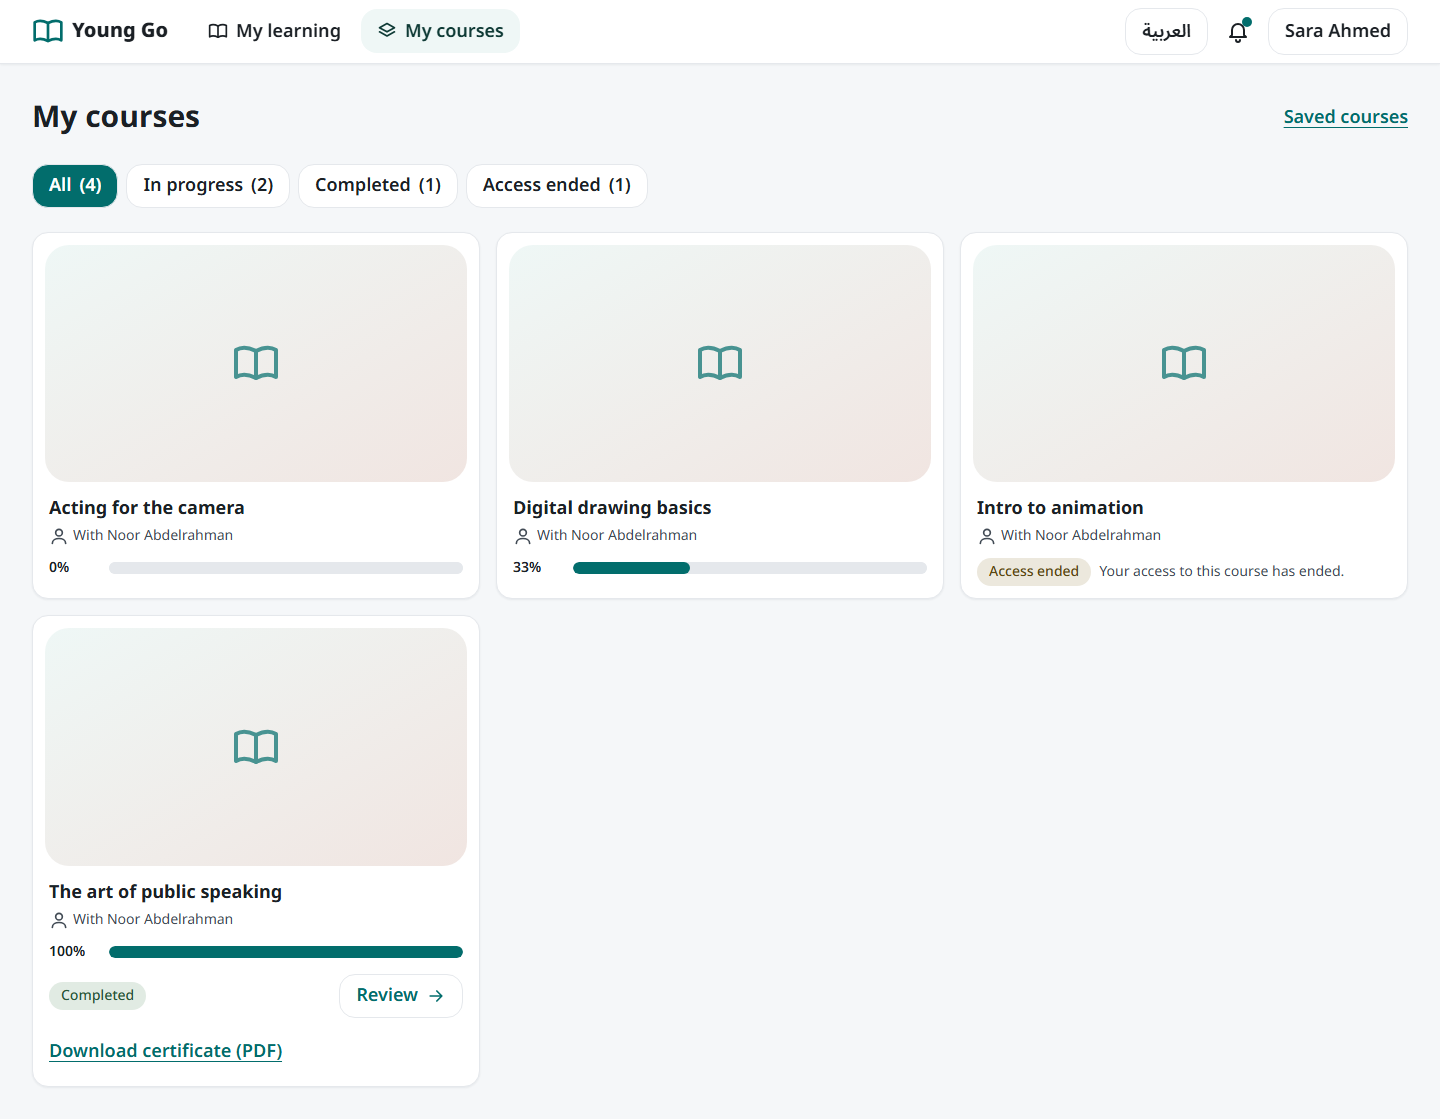 Young Go
My learning
My courses
العربية
Sara Ahmed
My courses
Saved courses
All (4)
In progress (2)
Completed (1)
Access ended (1)
Acting for the camera
With Noor Abdelrahman
0%
Digital drawing basics
With Noor Abdelrahman
33%
Intro to animation
With Noor Abdelrahman
Access ended
Your access to this course has ended.
The art of public speaking
With Noor Abdelrahman
100%
Completed
Review
Download certificate (PDF)